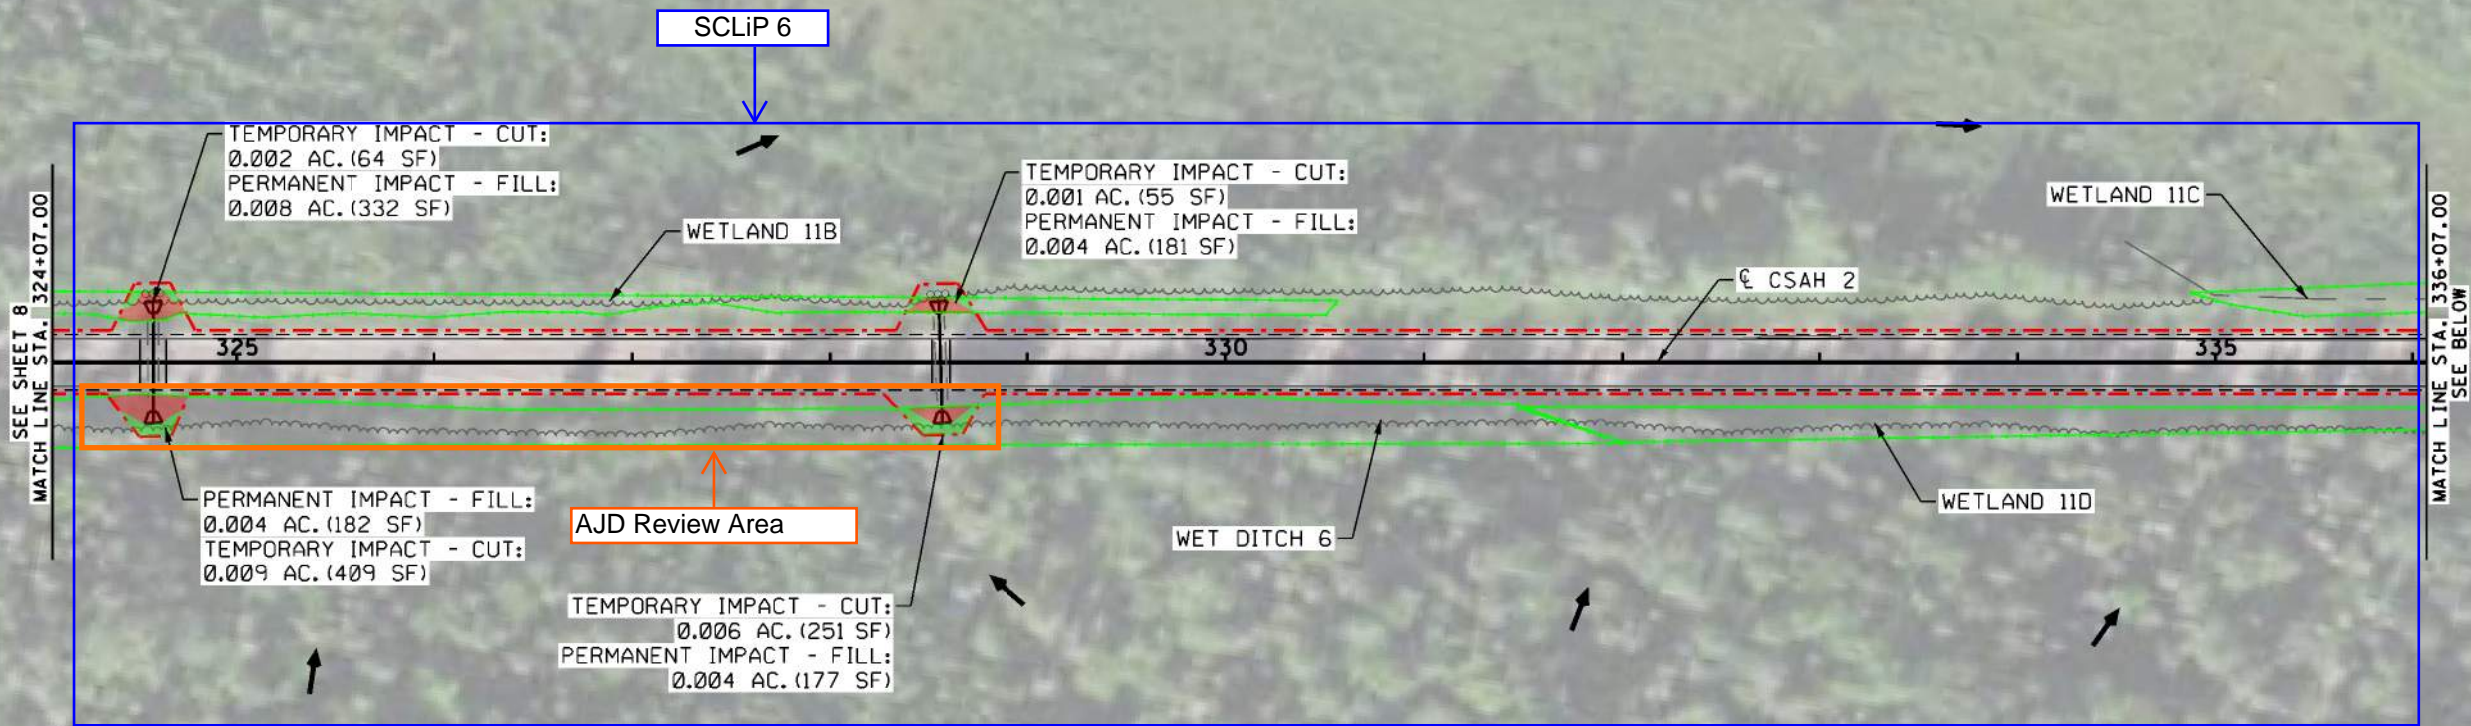 SCLiP 6
TEMPORARY IMPACT - CUT:
0.002 AC. (64 SF)
PERMANENT IMPACT - FILL:
0.008 AC. (332 SF)
WETLAND 11B
TEMPORARY IMPACT - CUT:
0.001 AC. (55 SF)
PERMANENT IMPACT - FILL:
0.004 AC. (181 SF)
WETLAND 11C
℄ CSAH 2
SEE SHEET 8
MATCH LINE STA. 324+07.00
325
330
335
MATCH LINE STA. 336+07.00
SEE BELOW
PERMANENT IMPACT - FILL:
0.004 AC. (182 SF)
TEMPORARY IMPACT - CUT:
0.009 AC. (409 SF)
AJD Review Area
WET DITCH 6
WETLAND 11D
TEMPORARY IMPACT - CUT:
0.006 AC. (251 SF)
PERMANENT IMPACT - FILL:
0.004 AC. (177 SF)